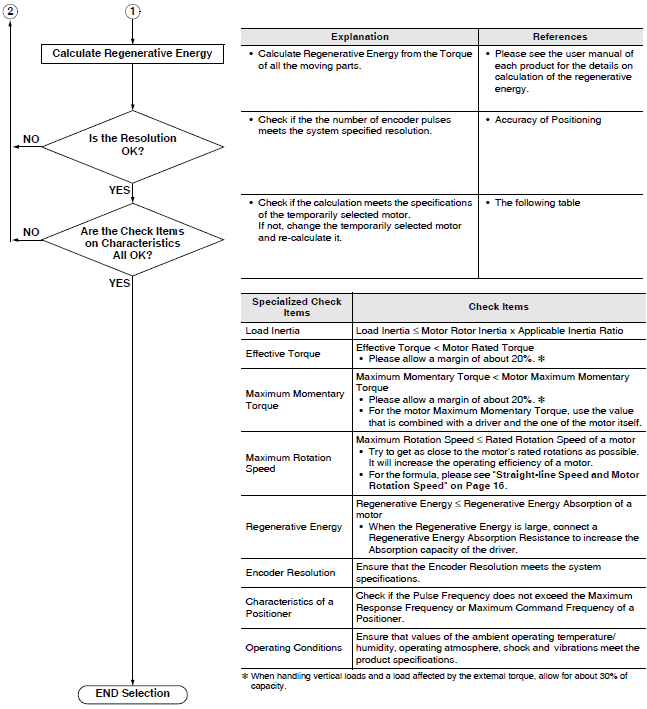 2
1
Calculate Regenerative Energy
Is the Resolution
OK?
NO
YES
Are the Check Items
on Characteristics
All OK?
NO
YES
END Selection
Explanation
References
• Calculate Regenerative Energy from the Torque
of all the moving parts.
• Please see the user manual of
each product for the details on
calculation of the regenerative
energy.
• Check if the the number of encoder pulses
meets the system specified resolution.
• Accuracy of Positioning
• Check if the calculation meets the specifications
of the temporarily selected motor.
If not, change the temporarily selected motor
and re-calculate it.
• The following table
Specialized Check
Items
Check Items
Load Inertia
Load Inertia ≤ Motor Rotor Inertia x Applicable Inertia Ratio
Effective Torque
Effective Torque < Motor Rated Torque
• Please allow a margin of about 20%. ✻
Maximum Momentary
Torque
Maximum Momentary Torque < Motor Maximum Momentary
Torque
• Please allow a margin of about 20%. ✻
• For the motor Maximum Momentary Torque, use the value
that is combined with a driver and the one of the motor itself.
Maximum Rotation
Speed
Maximum Rotation Speed ≤ Rated Rotation Speed of a motor
• Try to get as close to the motor's rated rotations as possible.
It will increase the operating efficiency of a motor.
• For the formula, please see "Straight-line Speed and Motor
Rotation Speed" on Page 16.
Regenerative Energy
Regenerative Energy ≤ Regenerative Energy Absorption of a
motor
• When the Regenerative Energy is large, connect a
Regenerative Energy Absorption Resistance to increase the
Absorption capacity of the driver.
Encoder Resolution
Ensure that the Encoder Resolution meets the system
specifications.
Characteristics of a
Positioner
Check if the Pulse Frequency does not exceed the Maximum
Response Frequency or Maximum Command Frequency of a
Positioner.
Operating Conditions
Ensure that values of the ambient operating temperature/
humidity, operating atmosphere, shock and vibrations meet the
product specifications.
✻ When handling vertical loads and a load affected by the external torque, allow for about 30% of
capacity.